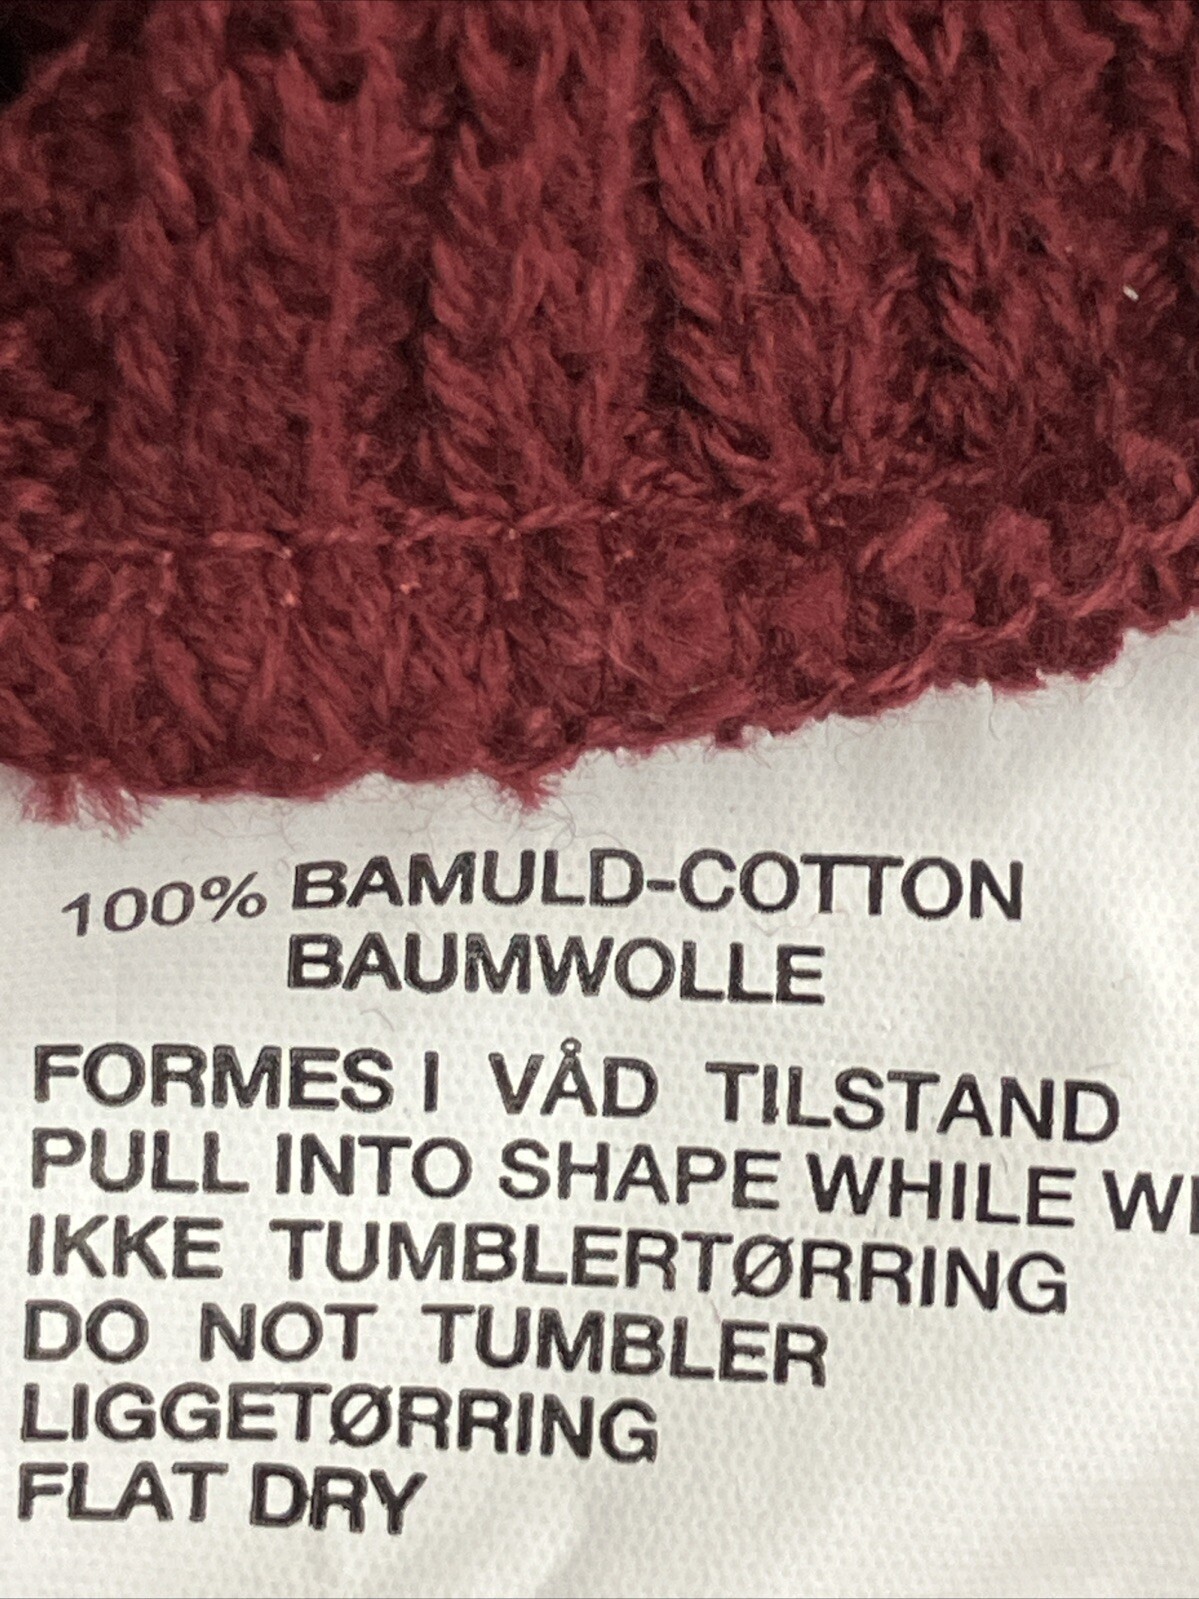 100% BAMULD-COTTON
BAUMWOLLE
FORMES I VÅD TILSTAND
PULL INTO SHAPE WHILE
IKKE TUMBLERTØRRING
DO NOT TUMBLER
LIGGETØRRING
FLAT DRY